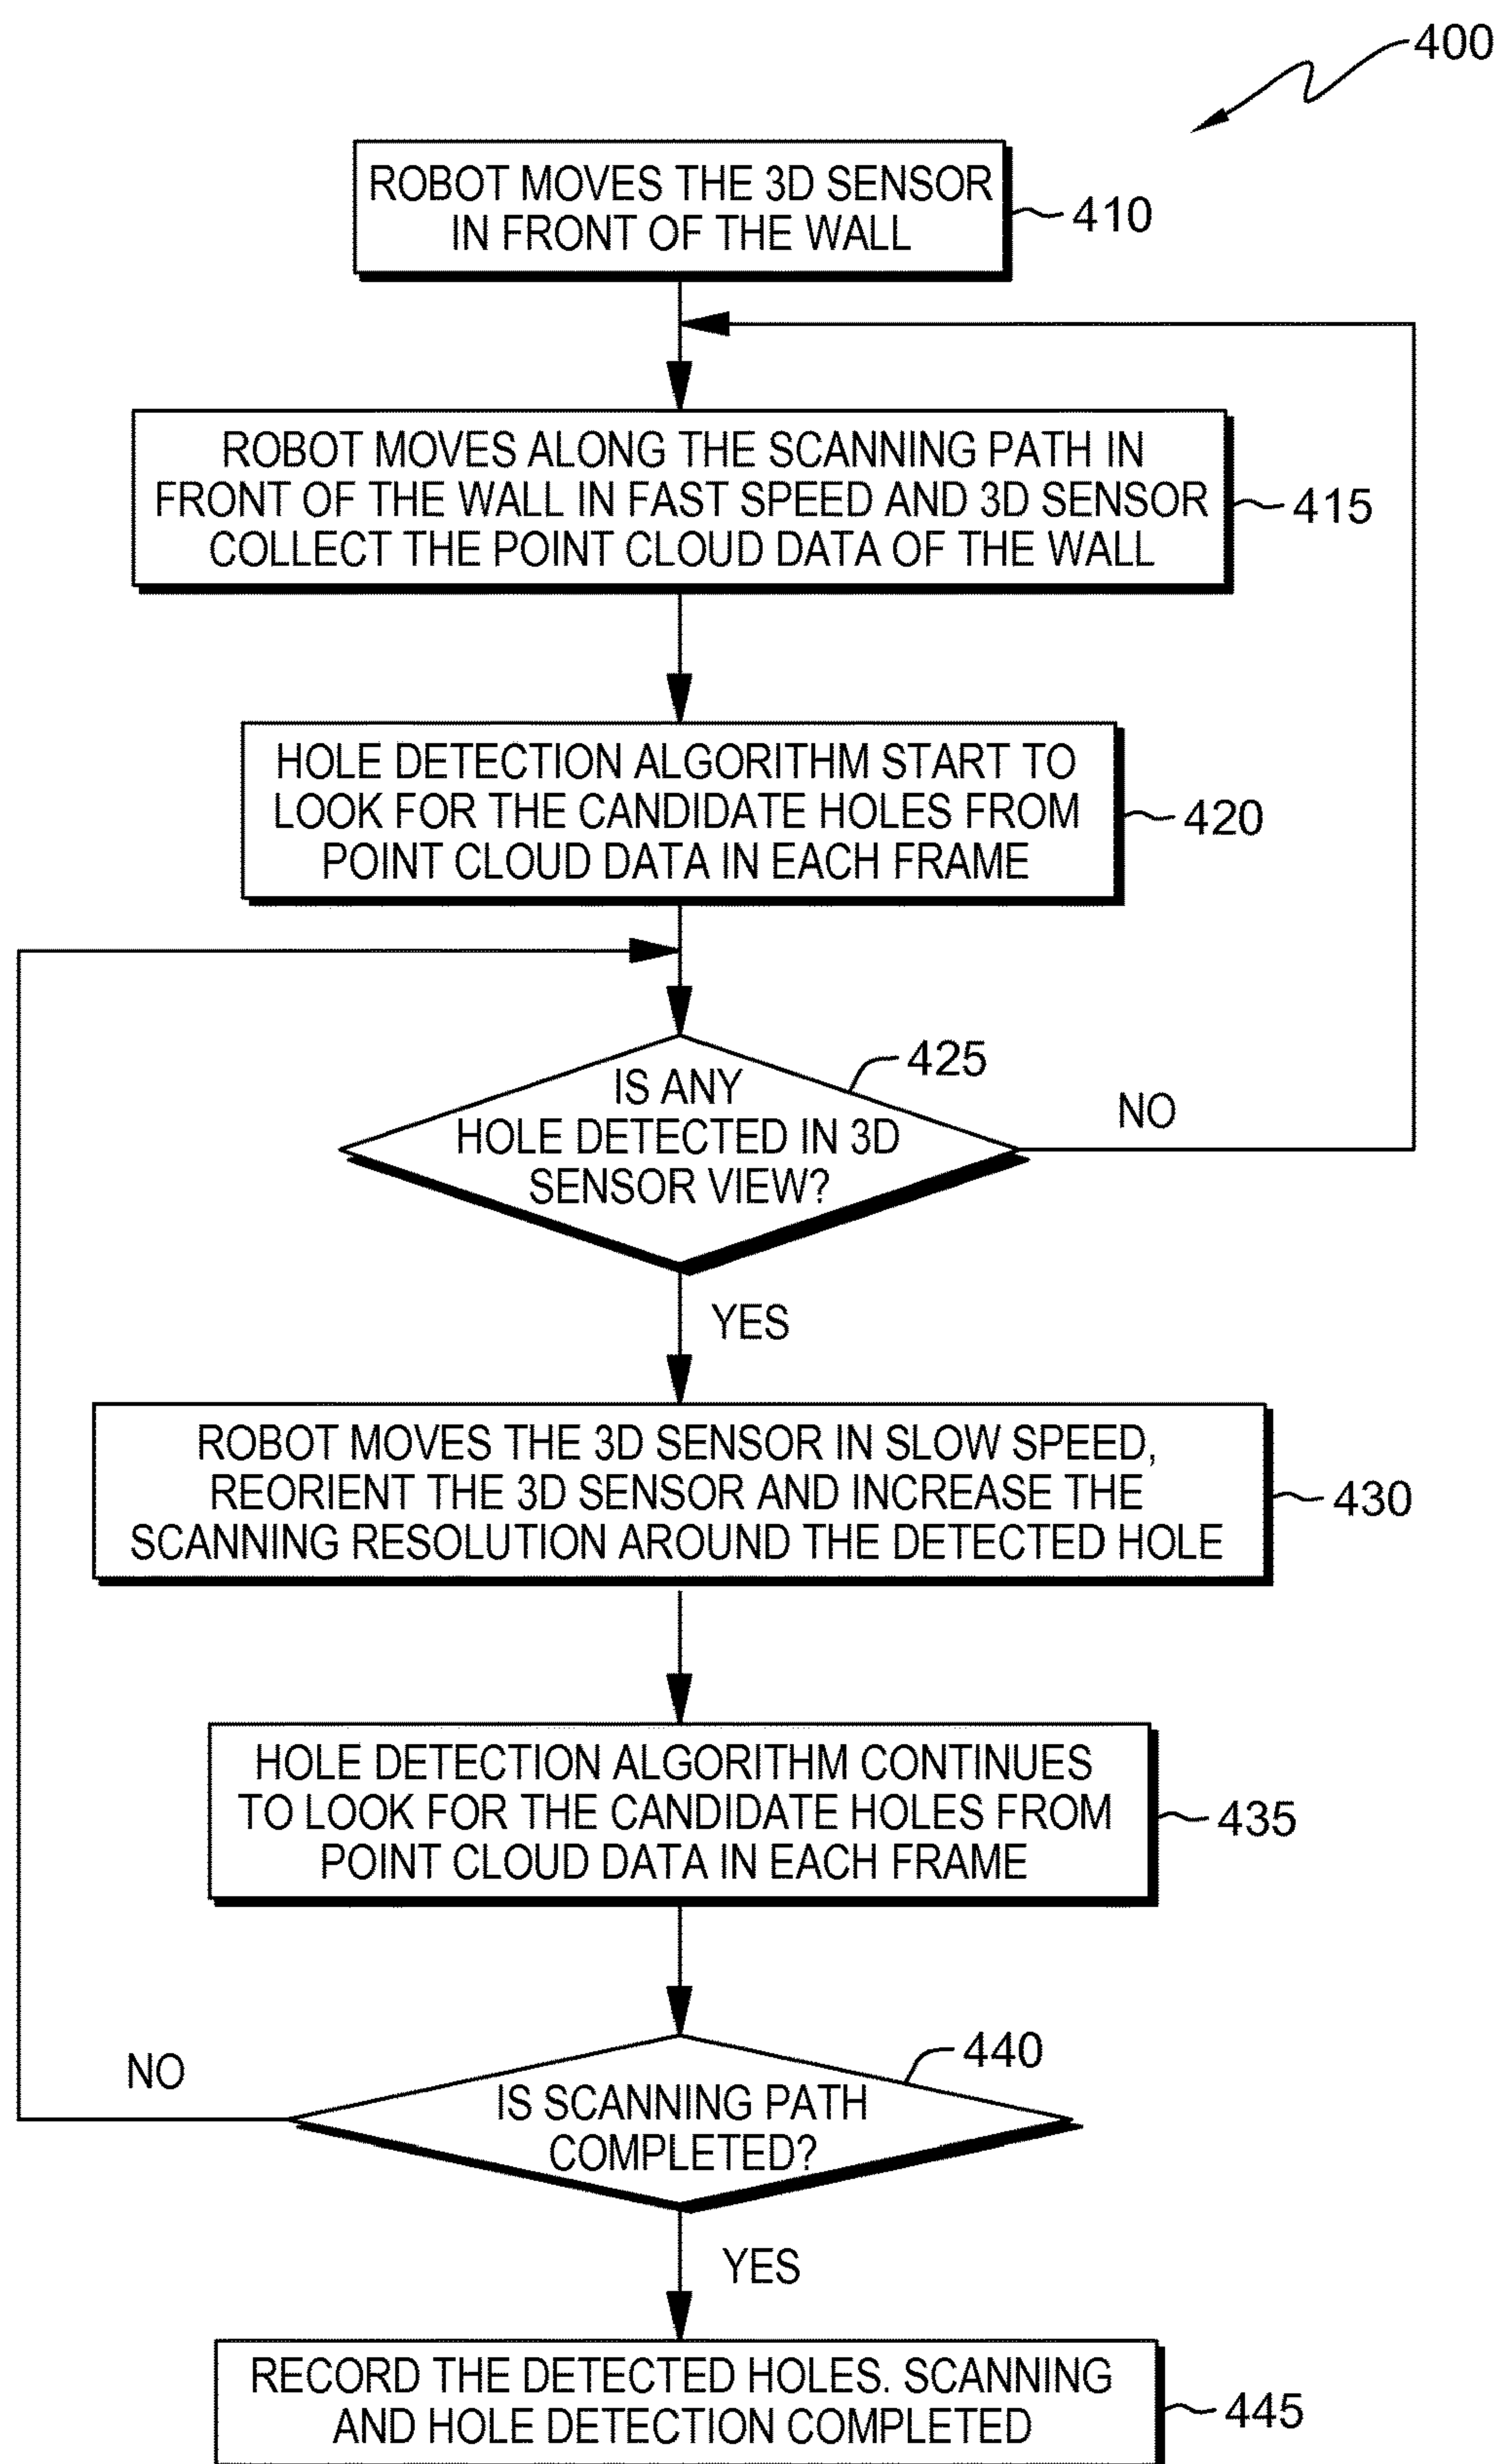 400
ROBOT MOVES THE 3D SENSOR
IN FRONT OF THE WALL
410
ROBOT MOVES ALONG THE SCANNING PATH IN
FRONT OF THE WALL IN FAST SPEED AND 3D SENSOR
COLLECT THE POINT CLOUD DATA OF THE WALL
415
HOLE DETECTION ALGORITHM START TO
LOOK FOR THE CANDIDATE HOLES FROM
POINT CLOUD DATA IN EACH FRAME
420
IS ANY
HOLE DETECTED IN 3D
SENSOR VIEW?
425
NO
YES
ROBOT MOVES THE 3D SENSOR IN SLOW SPEED,
REORIENT THE 3D SENSOR AND INCREASE THE
SCANNING RESOLUTION AROUND THE DETECTED HOLE
430
HOLE DETECTION ALGORITHM CONTINUES
TO LOOK FOR THE CANDIDATE HOLES FROM
POINT CLOUD DATA IN EACH FRAME
435
NO
IS SCANNING PATH
COMPLETED?
440
YES
RECORD THE DETECTED HOLES. SCANNING
AND HOLE DETECTION COMPLETED
445